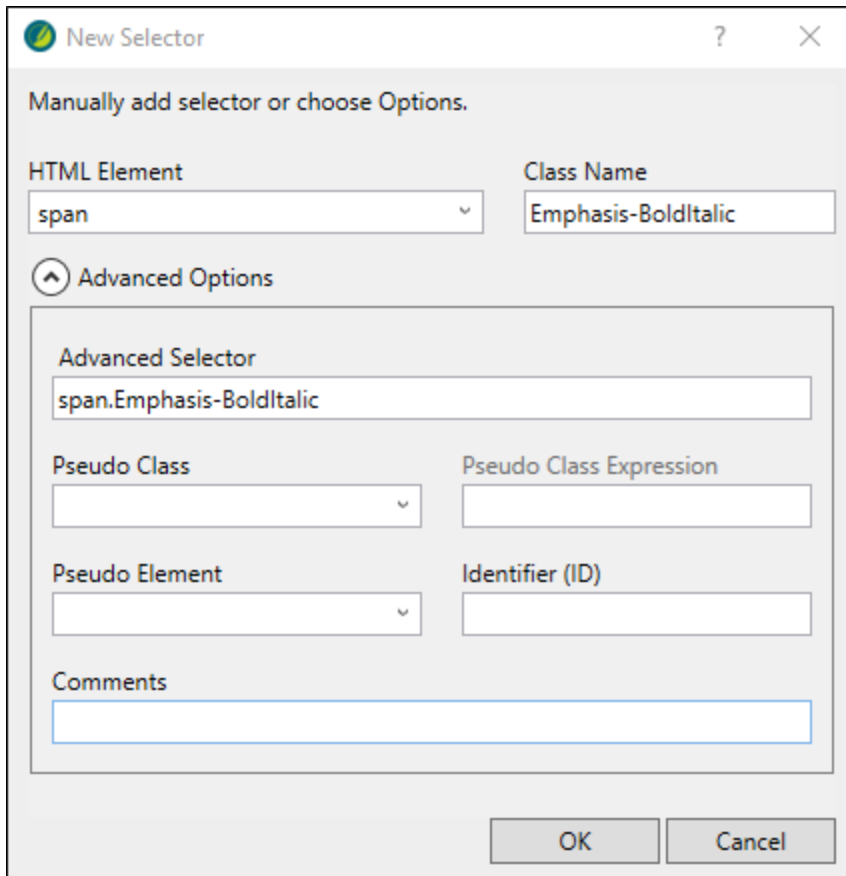 New Selector
?
Manually add selector or choose Options.
HTML Element
Class Name
span
Emphasis-BoldItalic
Advanced Options
Advanced Selector
span.Emphasis-BoldItalic
Pseudo Class
Pseudo Class Expression
Pseudo Element
Identifier (ID)
Comments
OK
Cancel